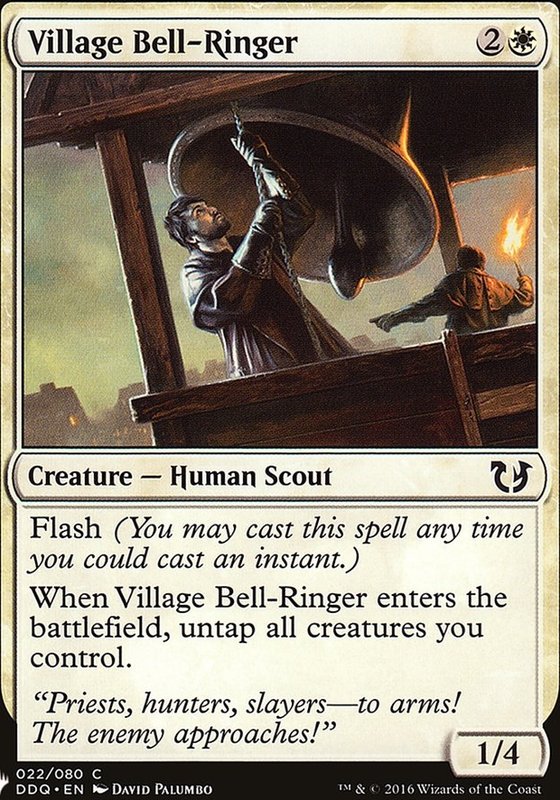 Village Bell-Ringer 2
Creature — Human Scout
Flash (You may cast this spell any time
you could cast an instant.)
When Village Bell-Ringer enters the
battlefield, untap all creatures you
control.
“Priests, hunters, slayers—to arms!
The enemy approaches!”
1/4
022/080 C
DDQ • EN David Palumbo
™ & © 2016 Wizards of the Coast